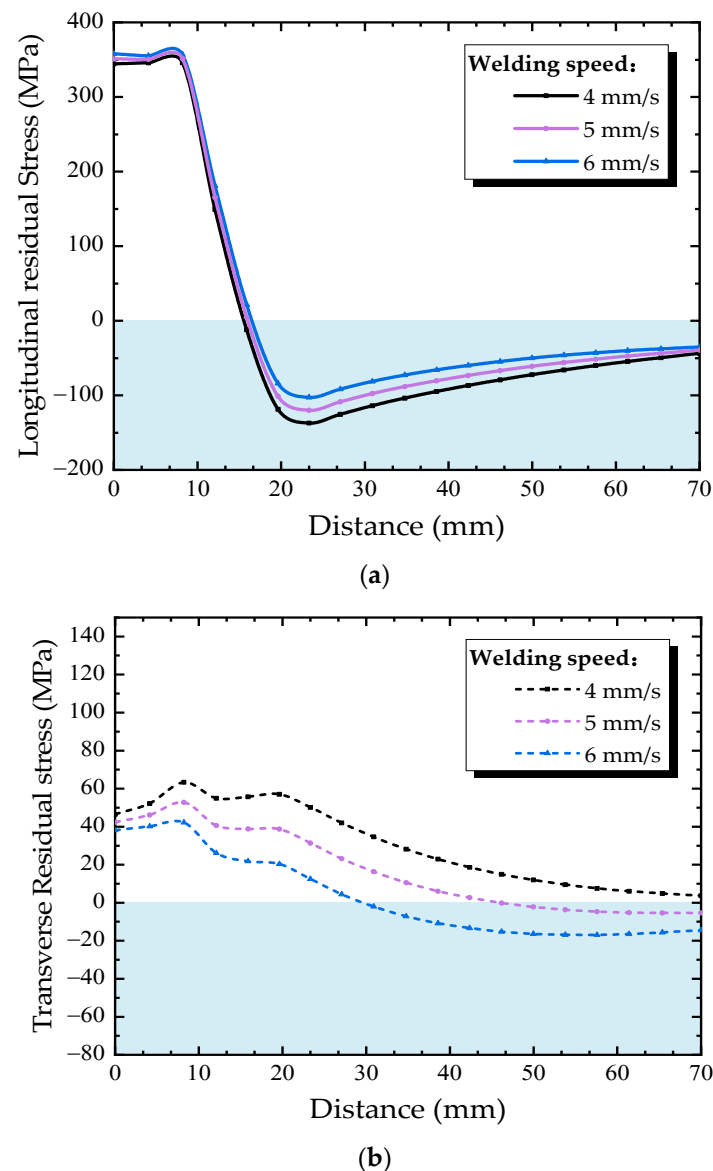 400
300
200
100
0
−100
−200
Longitudinal residual Stress (MPa)
Welding speed：
4 mm/s
5 mm/s
6 mm/s
0 10 20 30 40 50 60 70
Distance (mm)
(a)
140
120
100
80
60
40
20
0
−20
−40
−60
−80
Transverse Residual stress (MPa)
Welding speed：
4 mm/s
5 mm/s
6 mm/s
0 10 20 30 40 50 60 70
Distance (mm)
(b)